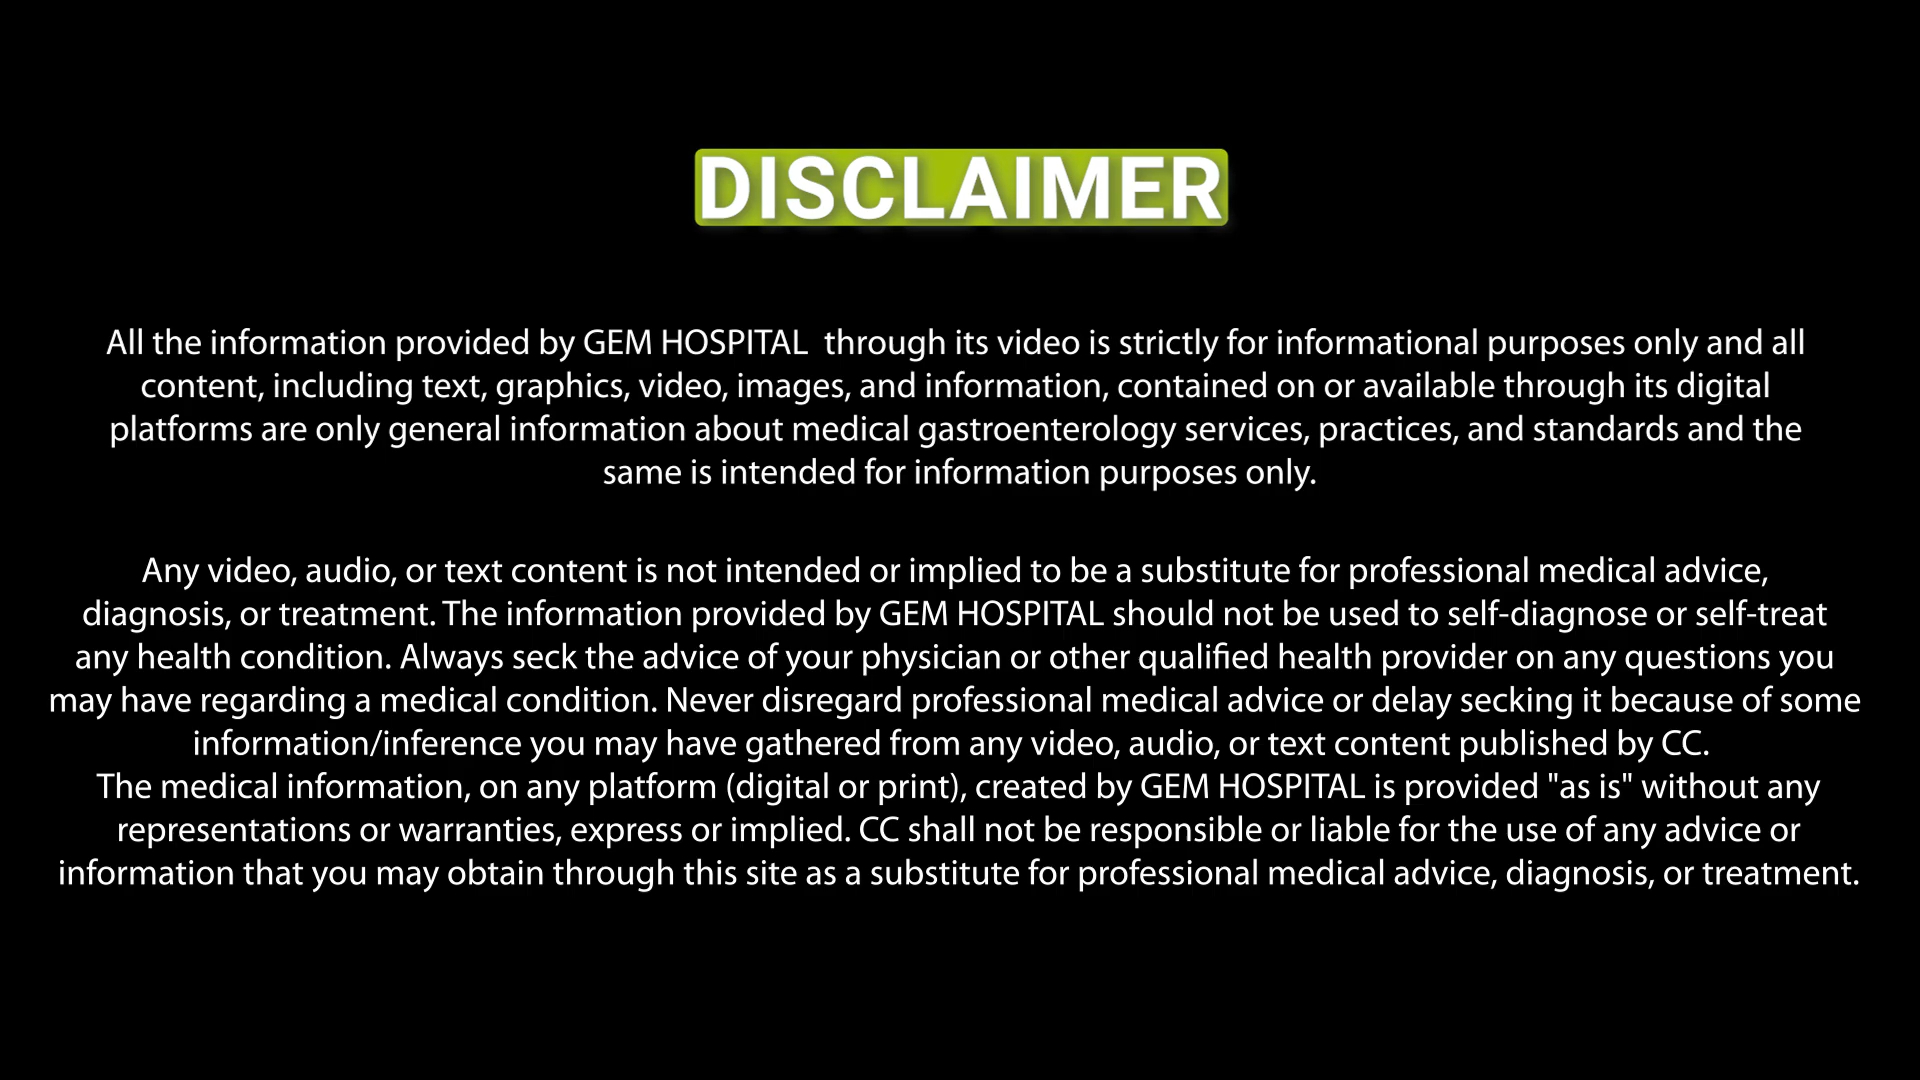 DISCLAIMER
All the information provided by GEM HOSPITAL  through its video is strictly for informational purposes only and all
content, including text, graphics, video, images, and information, contained on or available through its digital
platforms are only general information about medical gastroenterology services, practices, and standards and the
same is intended for information purposes only.
Any video, audio, or text content is not intended or implied to be a substitute for professional medical advice,
diagnosis, or treatment. The information provided by GEM HOSPITAL should not be used to self-diagnose or self-treat
any health condition. Always seck the advice of your physician or other qualified health provider on any questions you
may have regarding a medical condition. Never disregard professional medical advice or delay secking it because of some
information/inference you may have gathered from any video, audio, or text content published by CC.
The medical information, on any platform (digital or print), created by GEM HOSPITAL is provided "as is" without any
representations or warranties, express or implied. CC shall not be responsible or liable for the use of any advice or
information that you may obtain through this site as a substitute for professional medical advice, diagnosis, or treatment.